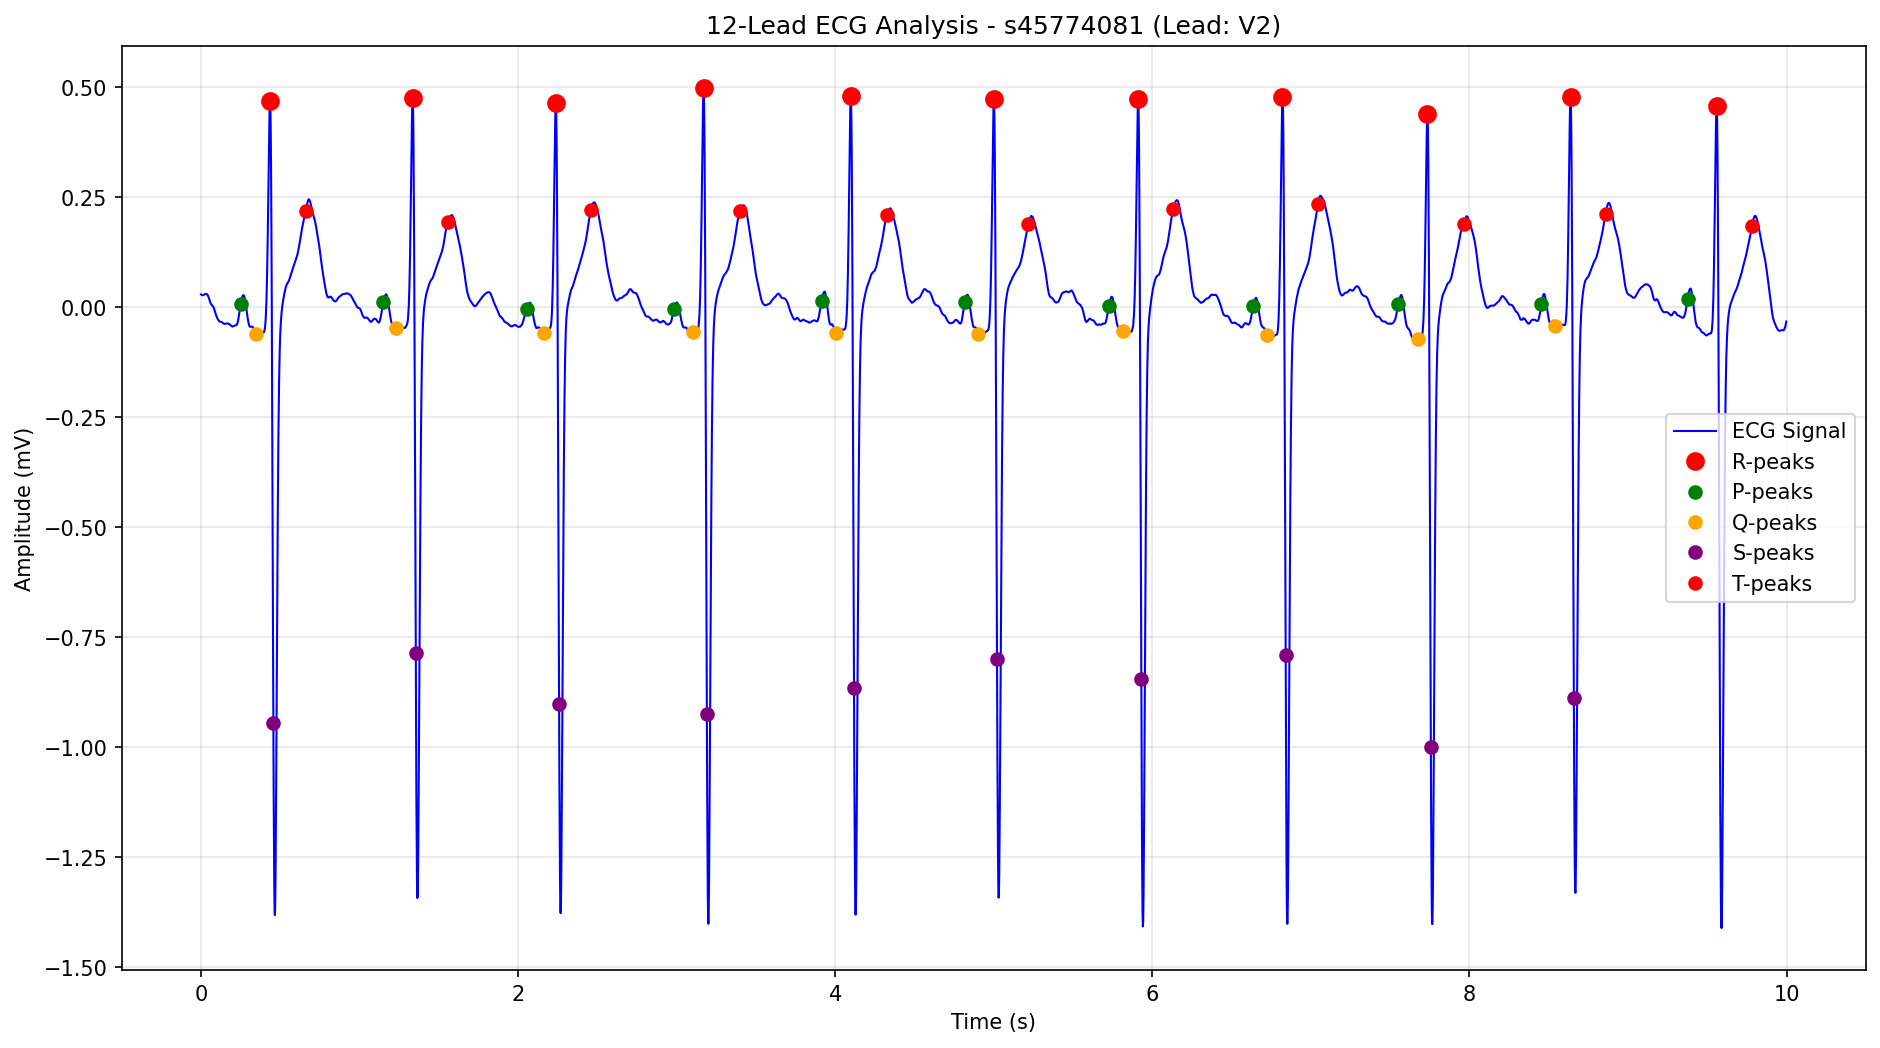 12-Lead ECG Analysis - s45774081 (Lead: V2)
Amplitude (mV)
0.50
0.25
0.00
−0.25
−0.50
−0.75
−1.00
−1.25
−1.50
ECG Signal
R-peaks
P-peaks
Q-peaks
S-peaks
T-peaks
0 2 4 6 8 10
Time (s)